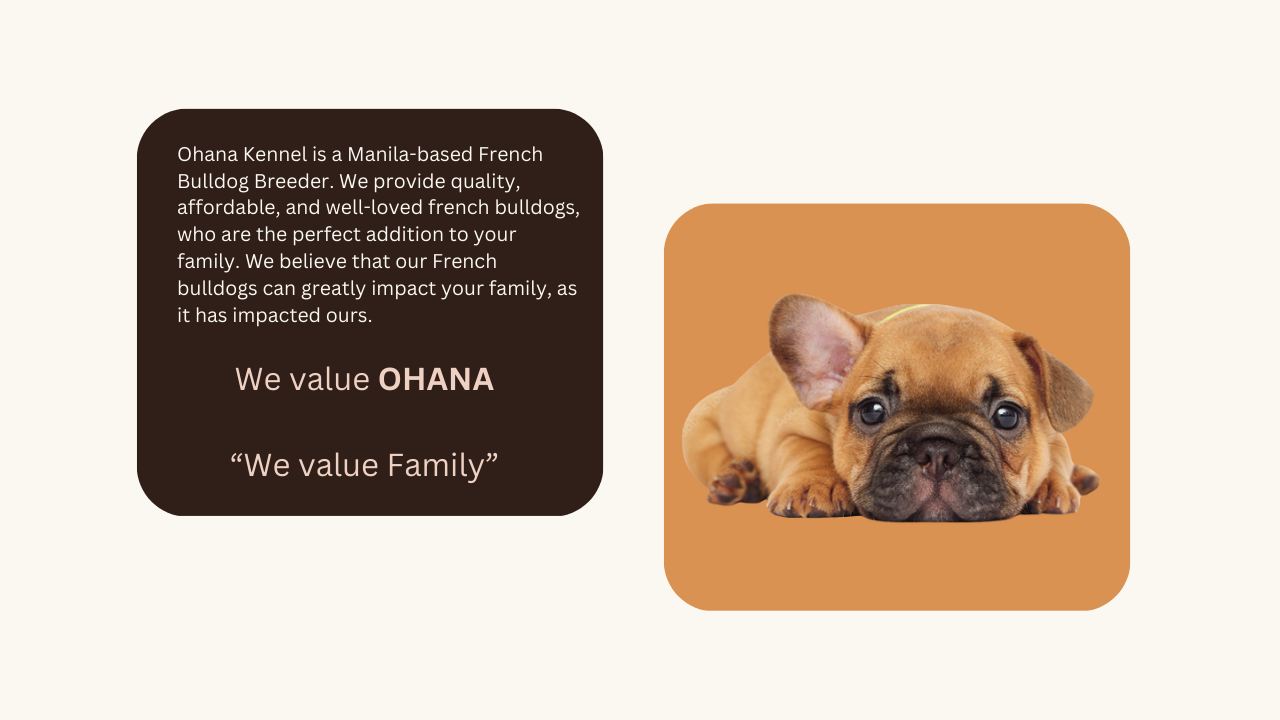 Ohana Kennel is a Manila-based French
Bulldog Breeder. We provide quality,
affordable, and well-loved french bulldogs,
who are the perfect addition to your
family. We believe that our French
bulldogs can greatly impact your family, as
it has impacted ours.
We value OHANA
“We value Family”